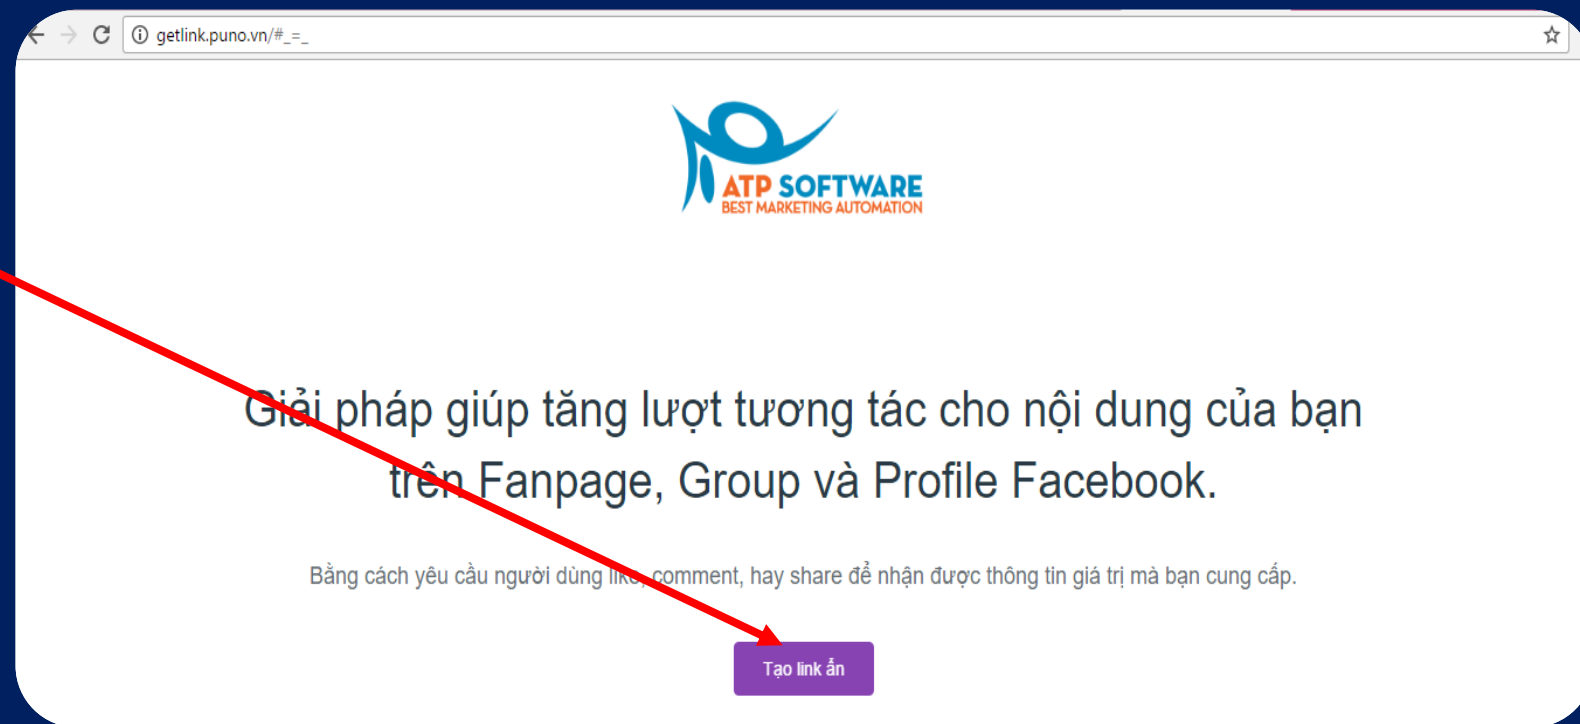 getlink.puno.vn/#_=_
ATP SOFTWARE
BEST MARKETING AUTOMATION
Giải pháp giúp tăng lượt tương tác cho nội dung của bạn
trên Fanpage, Group và Profile Facebook.
Bằng cách yêu cầu người dùng like, comment, hay share để nhận được thông tin giá trị mà bạn cung cấp.
Tạo link ẩn